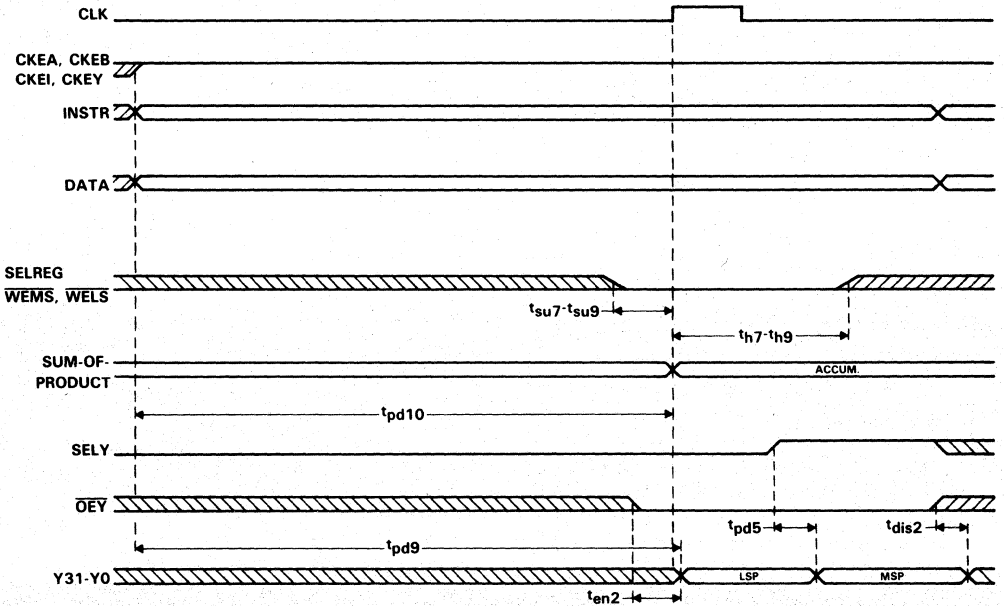 CLK
CKEA, CKEB
CKEI, CKEY
INSTR
DATA
SELREG
WEMS, WELS
tsu7-tsu9
th7-th9
SUM-OF-
PRODUCT
ACCUM.
tpd10
SELY
OEY
tpd5
tdis2
tpd9
Y31-Y0
LSP
MSP
ten2